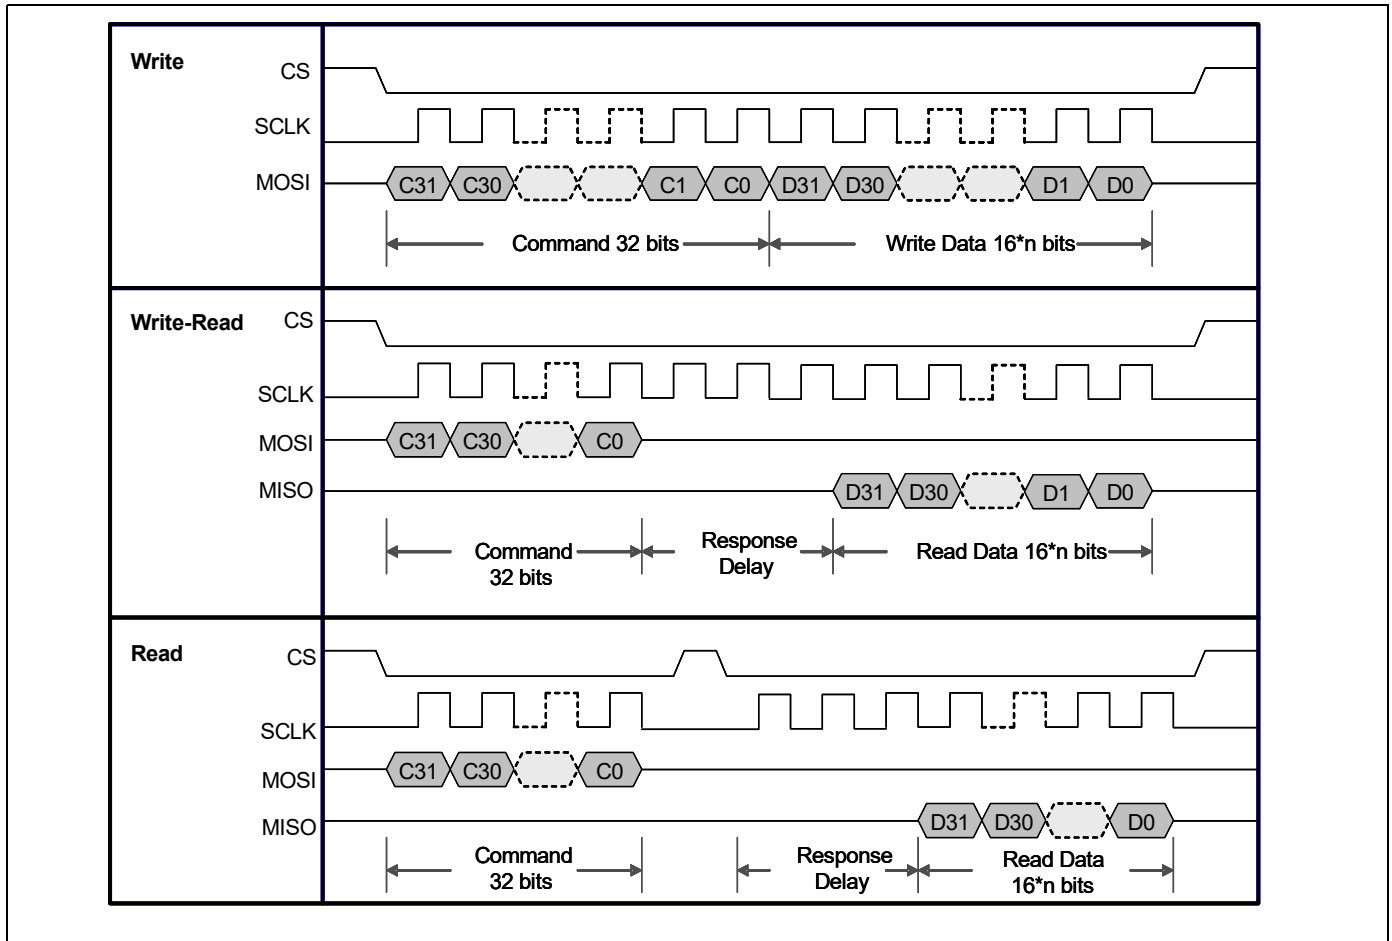 Write
CS
SCLK
MOSI
C31 C30 C1 C0 D31 D30 D1 D0
Command 32 bits
Write Data 16*n bits
Write-Read
CS
SCLK
MOSI
C31 C30 C0
MISO
D31 D30 D1 D0
Command
32 bits
Response
Delay
Read Data 16*n bits
Read
CS
SCLK
MOSI
C31 C30 C0
MISO
D31 D30 D0
Command
32 bits
Response
Delay
Read Data
16*n bits